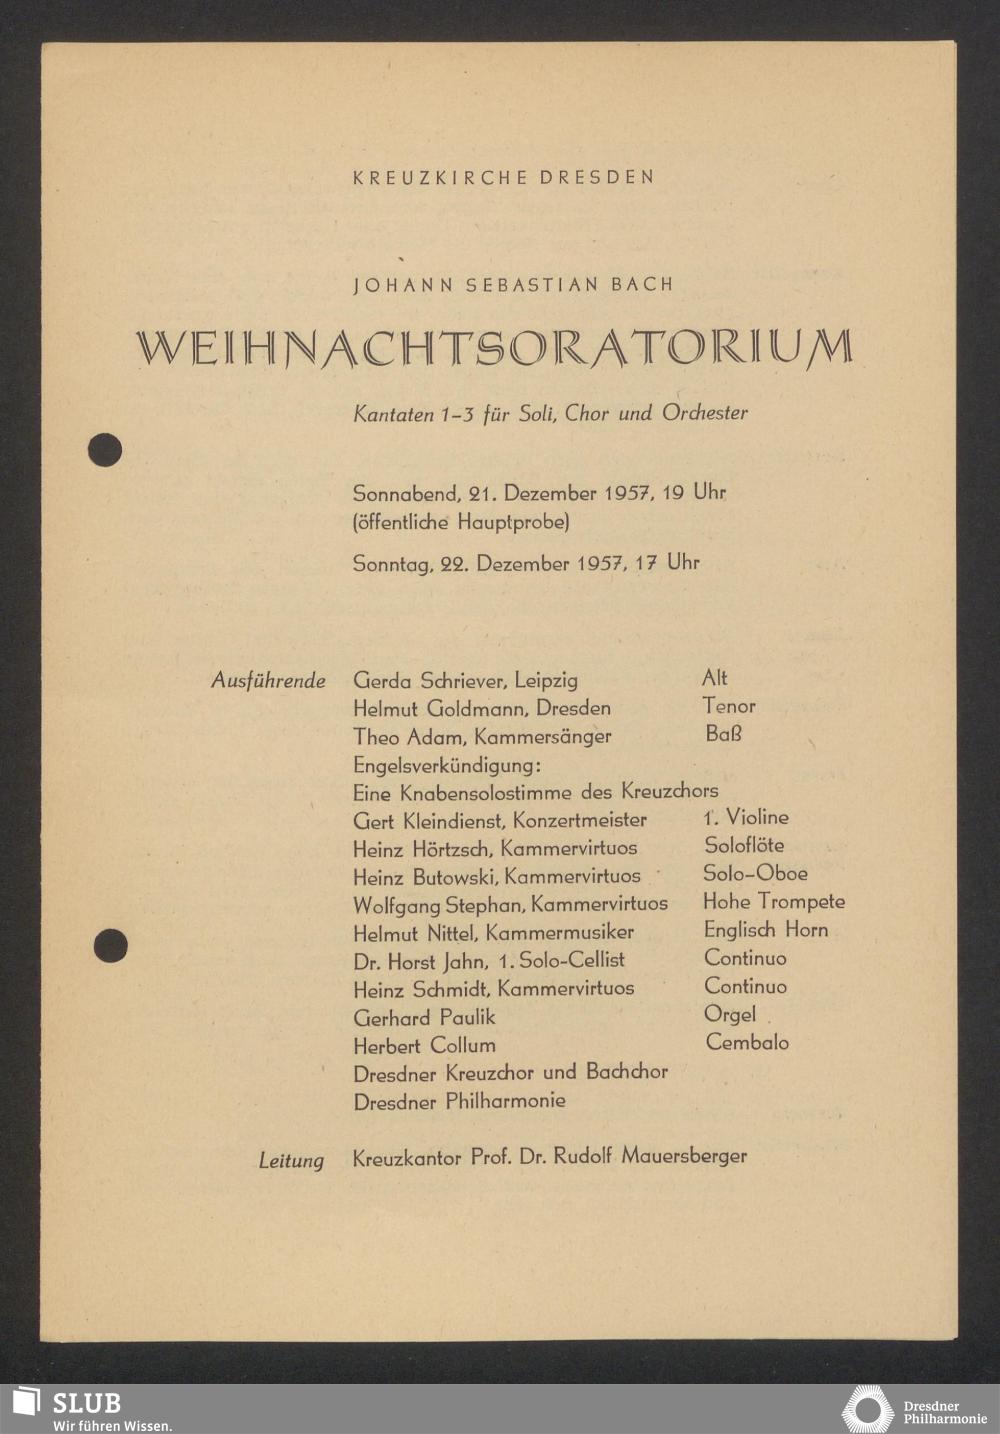 KREUZKIRCHE DRESDEN
JOHANN SEBASTIAN BACH
WEIHNACHTSORATORIUM
Kantaten 1–3 für Soli, Chor und Orchester
Sonnabend, 21. Dezember 1957, 19 Uhr
(öffentliche Hauptprobe)
Sonntag, 22. Dezember 1957, 17 Uhr
Ausführende Gerda Schriever, Leipzig Alt
Helmut Goldmann, Dresden Tenor
Theo Adam, Kammersänger Baß
Engelsverkündigung:
Eine Knabensolostimme des Kreuzchors
Gert Kleindienst, Konzertmeister 1. Violine
Heinz Hörtzsch, Kammervirtuos Soloflöte
Heinz Butowski, Kammervirtuos Solo-Oboe
Wolfgang Stephan, Kammervirtuos Hohe Trompete
Helmut Nittel, Kammermusiker Englisch Horn
Dr. Horst Jahn, 1. Solo-Cellist Continuo
Heinz Schmidt, Kammervirtuos Continuo
Gerhard Paulik Orgel
Herbert Collum Cembalo
Dresdner Kreuzchor und Bachchor
Dresdner Philharmonie
Leitung Kreuzkantor Prof. Dr. Rudolf Mauersberger
SLUB
Wir führen Wissen.
Dresdner
Philharmonie